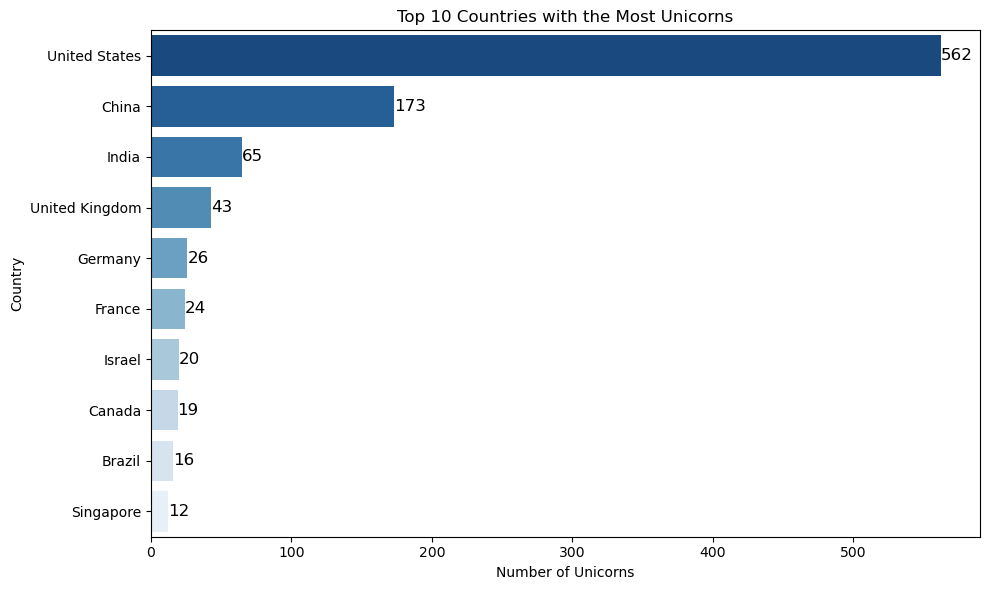 Top 10 Countries with the Most Unicorns
United States 562
China 173
India 65
United Kingdom 43
Germany 26
France 24
Israel 20
Canada 19
Brazil 16
Singapore 12
Country
0 100 200 300 400 500
Number of Unicorns